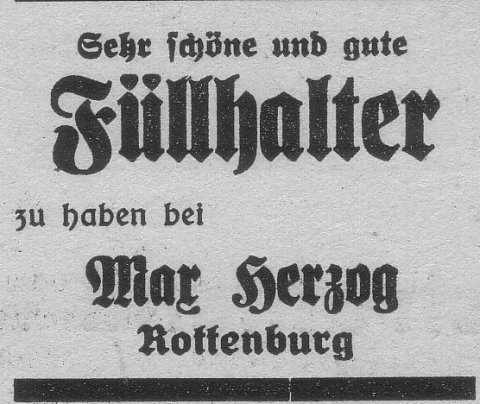 Sehr schöne und gute
Füllhalter
zu haben bei
Max Herzog
Rottenburg